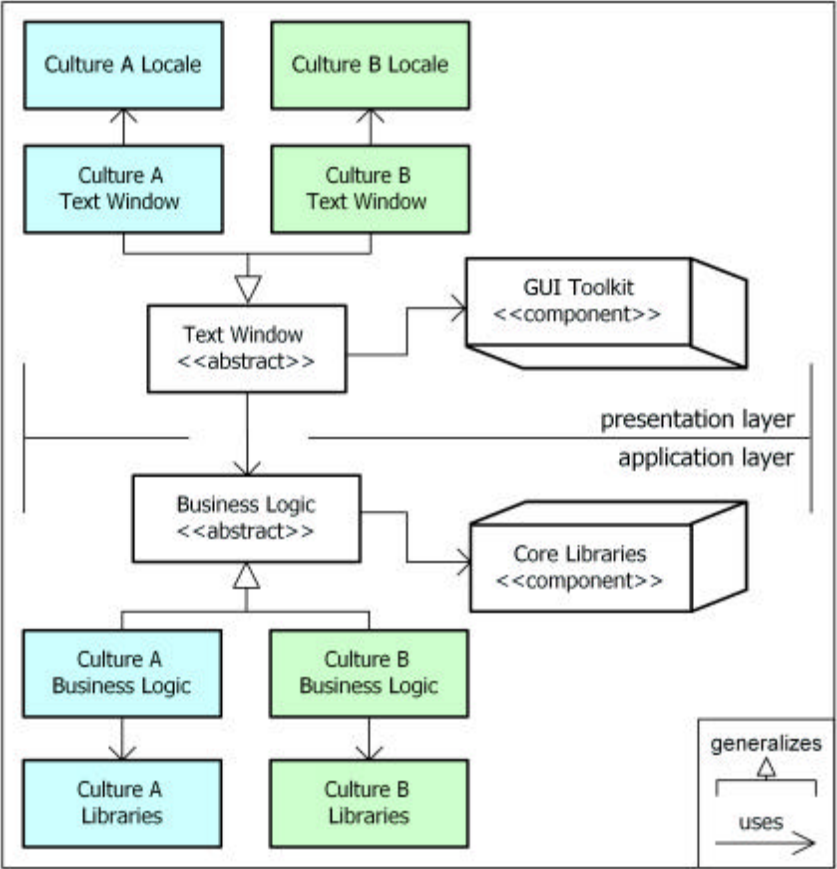 Culture A Locale
Culture B Locale
Culture A
Text Window
Culture B
Text Window
GUI Toolkit
<<component>>
Text Window
<<abstract>>
presentation layer
application layer
Business Logic
<<abstract>>
Core Libraries
<<component>>
Culture A
Business Logic
Culture B
Business Logic
generalizes
Culture A
Libraries
Culture B
Libraries
uses